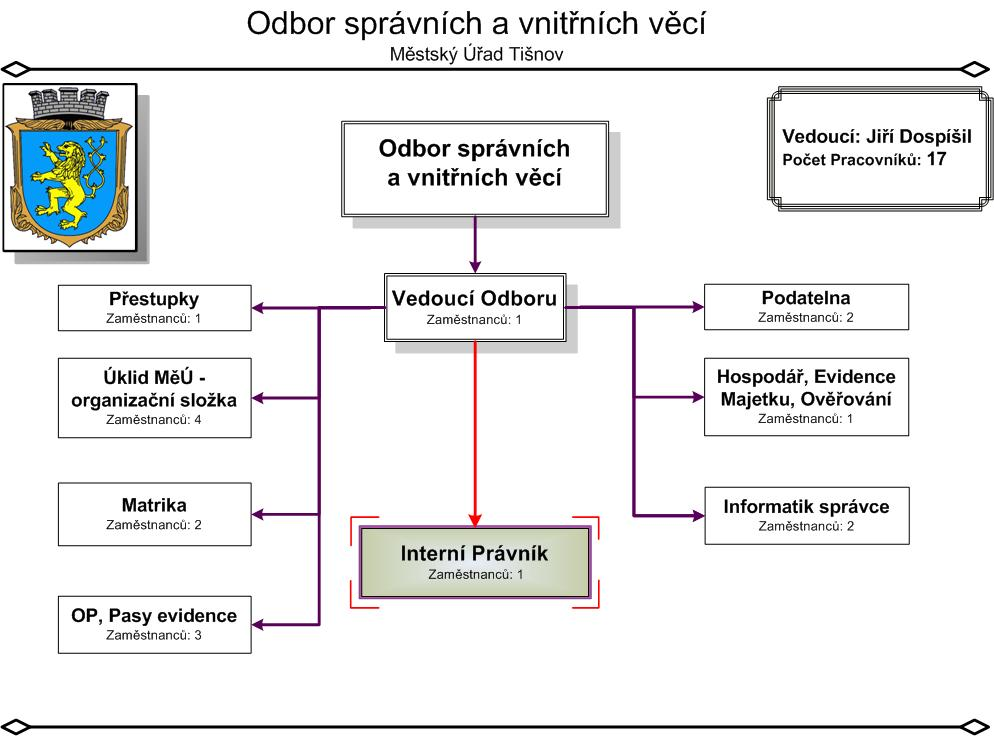 Odbor správních a vnitřních věcí
Městský Úřad Tišnov
Vedoucí: Jiří Dospíšil
Počet Pracovníků: 17
Odbor správních
a vnitřních věcí
Vedoucí Odboru
Zaměstnanců: 1
Přestupky
Zaměstnanců: 1
Úklid MěÚ -
organizační složka
Zaměstnanců: 4
Matrika
Zaměstnanců: 2
OP, Pasy evidence
Zaměstnanců: 3
Interní Právník
Zaměstnanců: 1
Podatelna
Zaměstnanců: 2
Hospodář, Evidence
Majetku, Ověřování
Zaměstnanců: 1
Informatik správce
Zaměstnanců: 2